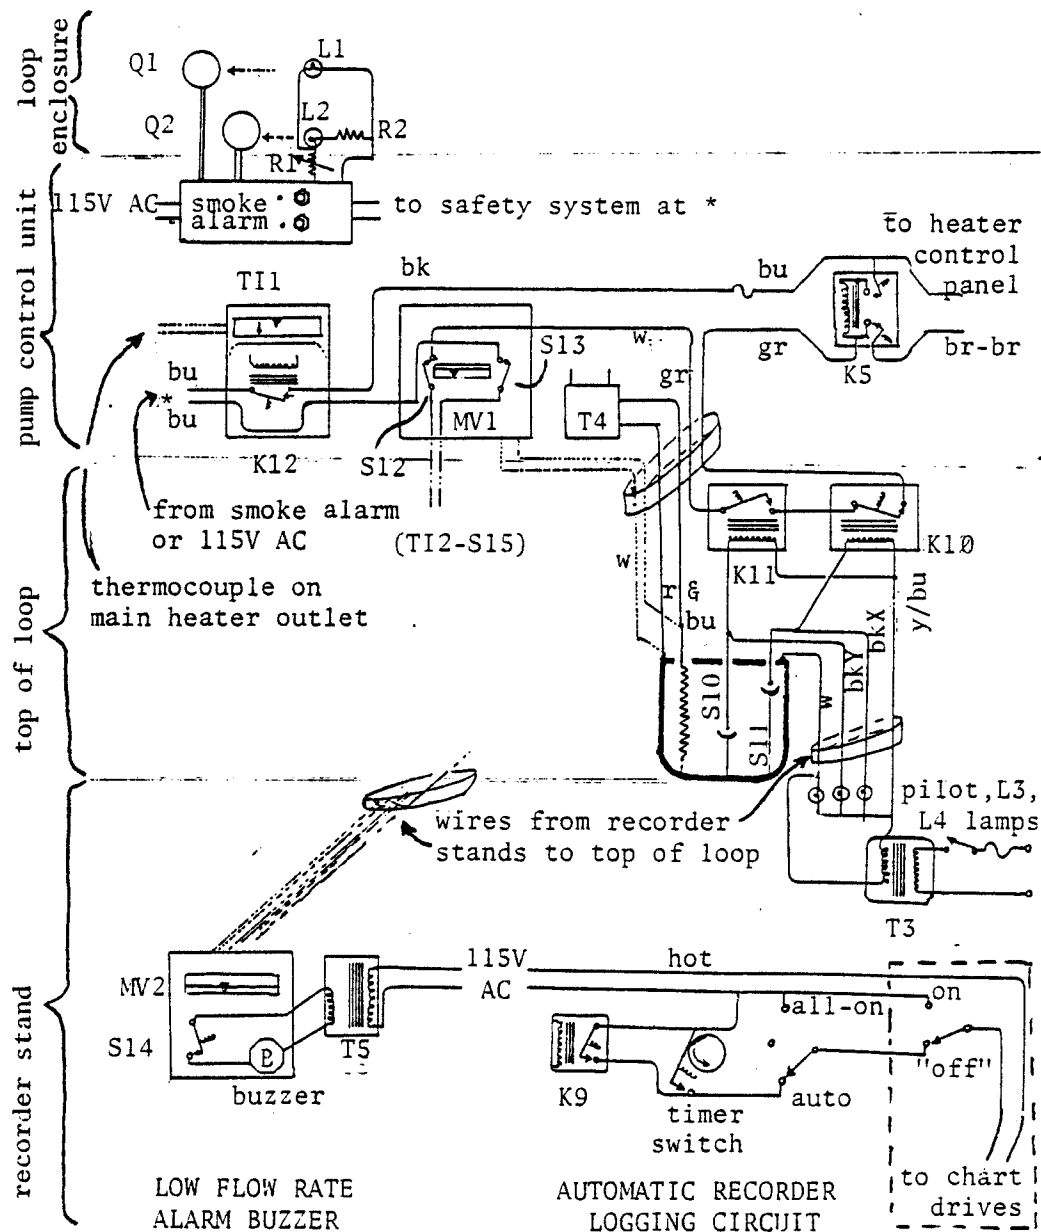 loop
enclosure
Q1
L1
L2
Q2
R2
R1
pump control unit
115V AC
smoke
alarm
to safety system at *
to heater
control
panel
TI1
bk
bu
w
S13
gr
gr
K5
br-br
bu
*
bu
MV1
T4
K12
S12
from smoke alarm
or 115V AC
(TI2-S15)
K11
K10
thermocouple on
main heater outlet
w
r &
bu
y/bu
bkX
bkY
w
S10
S11
top of loop
wires from recorder
stands to top of loop
pilot,L3,
L4 lamps
T3
recorder stand
MV2
115V
AC
hot
all-on
on
S14
T5
"off"
buzzer
K9
auto
timer
switch
to chart
drives
LOW FLOW RATE
ALARM BUZZER
AUTOMATIC RECORDER
LOGGING CIRCUIT